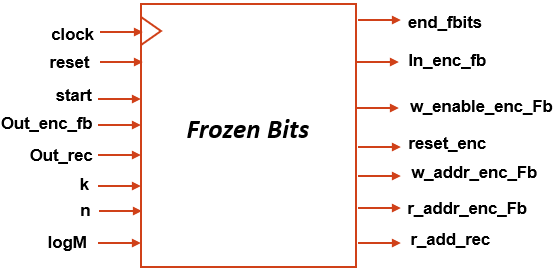 clock
reset
start
Out_enc_fb
Out_rec
k
n
logM
Frozen Bits
end_fbits
In_enc_fb
w_enable_enc_Fb
reset_enc
w_addr_enc_Fb
r_addr_enc_Fb
r_add_rec